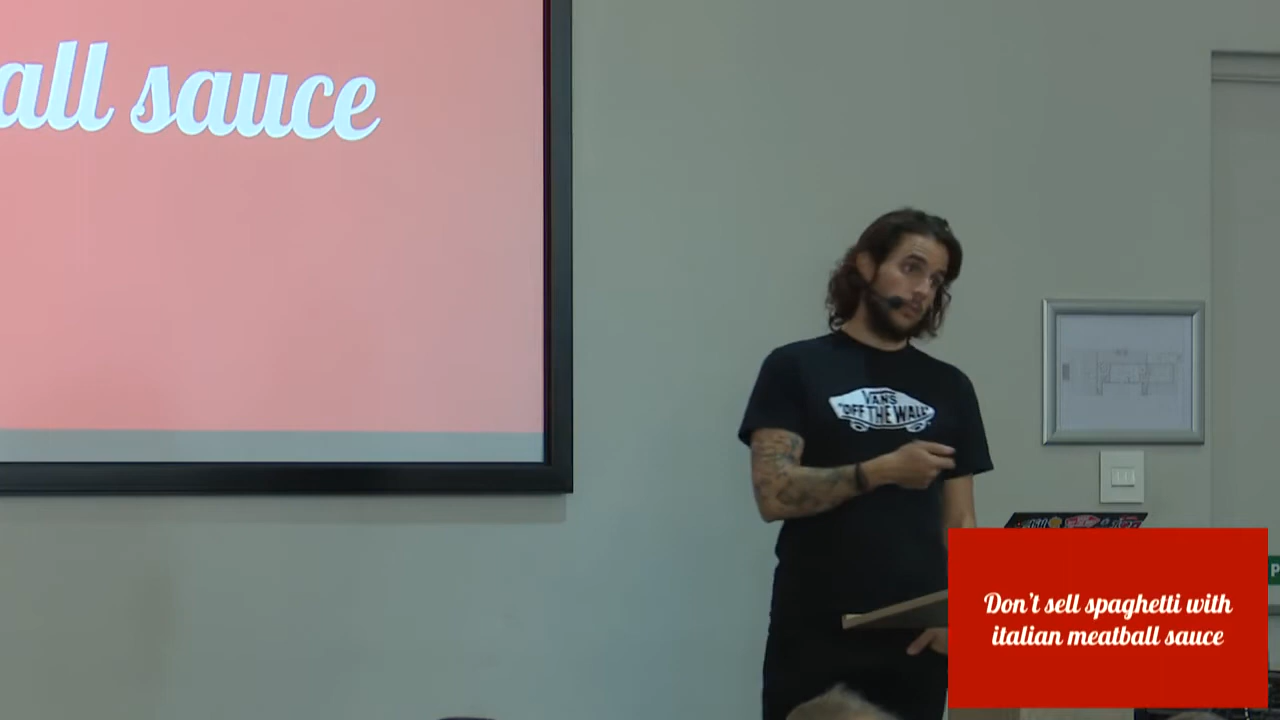 all sauce
VANS
"OFF THE WALL"
Don't sell spaghetti with
italian meatball sauce
P